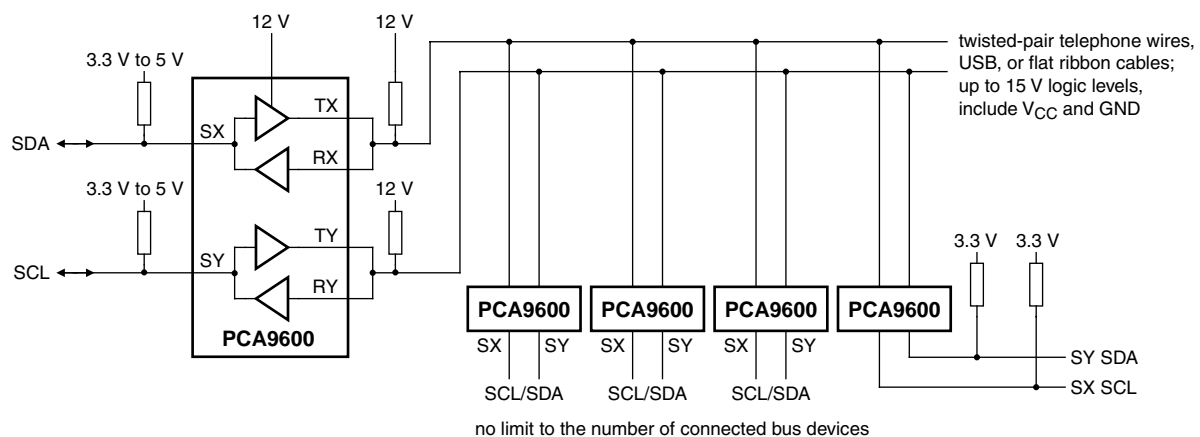 12 V
12 V
3.3 V to 5 V
TX
SX
SDA
RX
3.3 V to 5 V
12 V
TY
SY
SCL
RY
PCA9600
twisted-pair telephone wires,
USB, or flat ribbon cables;
up to 15 V logic levels,
include VCC and GND
3.3 V
3.3 V
PCA9600
PCA9600
PCA9600
PCA9600
SX
SY
SX
SY
SX
SY
SY SDA
SX SCL
SCL/SDA
SCL/SDA
SCL/SDA
no limit to the number of connected bus devices